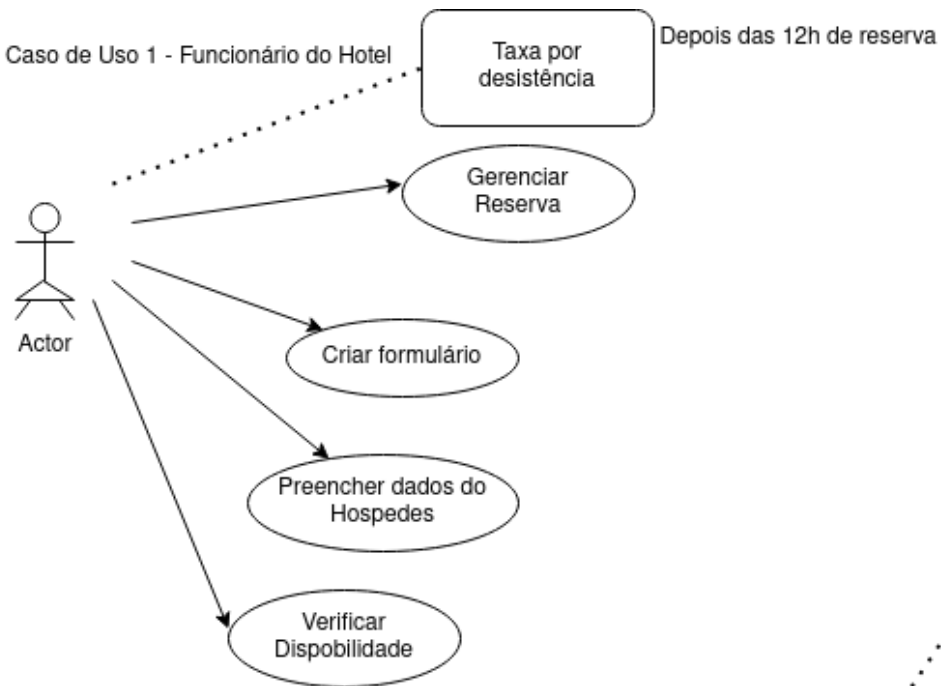 Caso de Uso 1 - Funcionário do Hotel
Taxa por
desistência
Depois das 12h de reserva
Gerenciar
Reserva
Actor
Criar formulário
Preencher dados do
Hospedes
Verificar
Dispobilidade